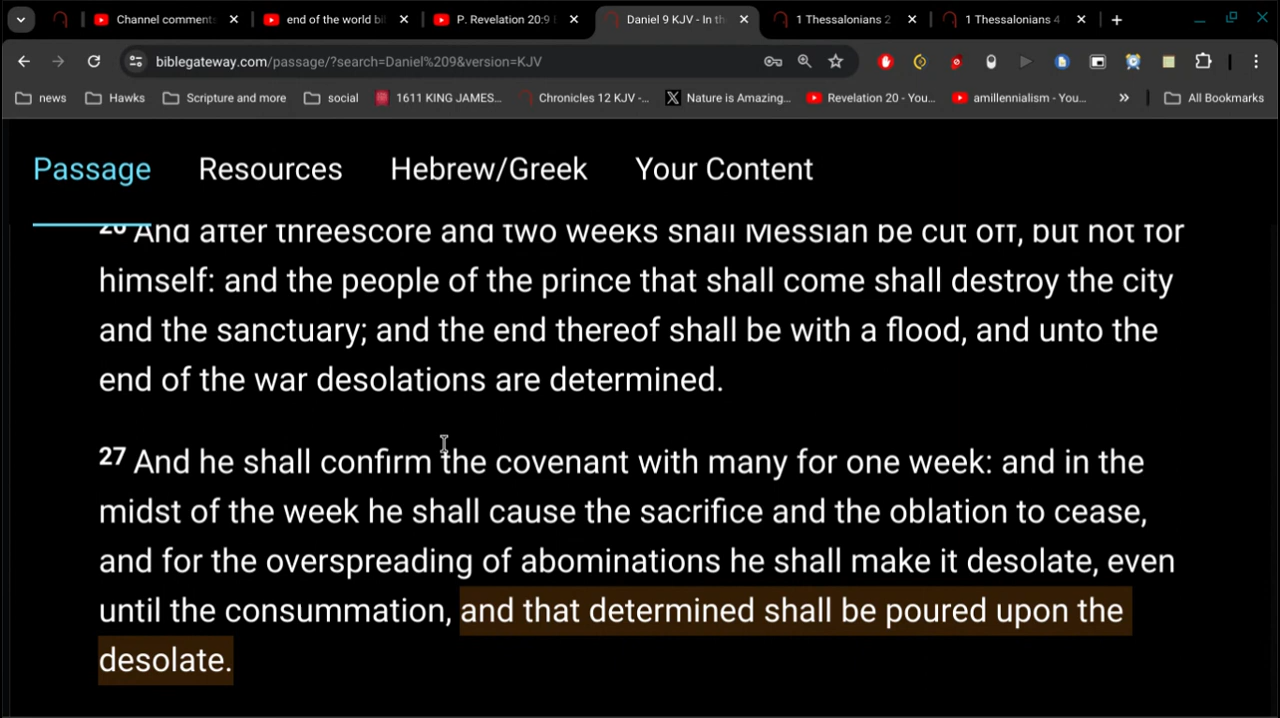 Channel comments
end of the world bi
P. Revelation 20:9
Daniel 9 KJV - In th
1 Thessalonians 2
1 Thessalonians 4
biblegateway.com/passage/?search=Daniel%209&version=KJV
news
Hawks
Scripture and more
social
1611 KING JAMES...
Chronicles 12 KJV -...
Nature is Amazing...
Revelation 20 - You...
amillennialism - You...
All Bookmarks
Passage Resources Hebrew/Greek Your Content
26 And after threescore and two weeks shall Messiah be cut off, but not for
himself: and the people of the prince that shall come shall destroy the city
and the sanctuary; and the end thereof shall be with a flood, and unto the
end of the war desolations are determined.
27 And he shall confirm the covenant with many for one week: and in the
midst of the week he shall cause the sacrifice and the oblation to cease,
and for the overspreading of abominations he shall make it desolate, even
until the consummation, and that determined shall be poured upon the
desolate.